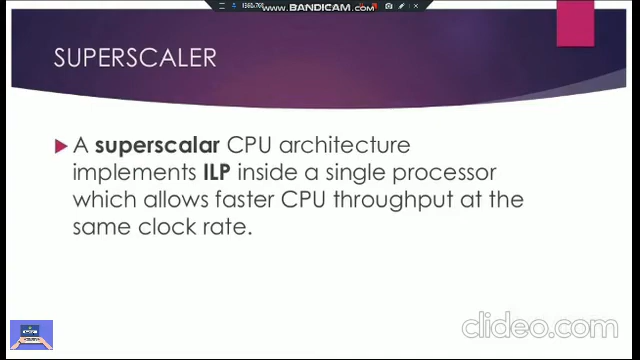 1360x768 www.BANDICAM.com
SUPERSCALER
A superscalar CPU architecture
implements ILP inside a single processor
which allows faster CPU throughput at the
same clock rate.
clideo.com